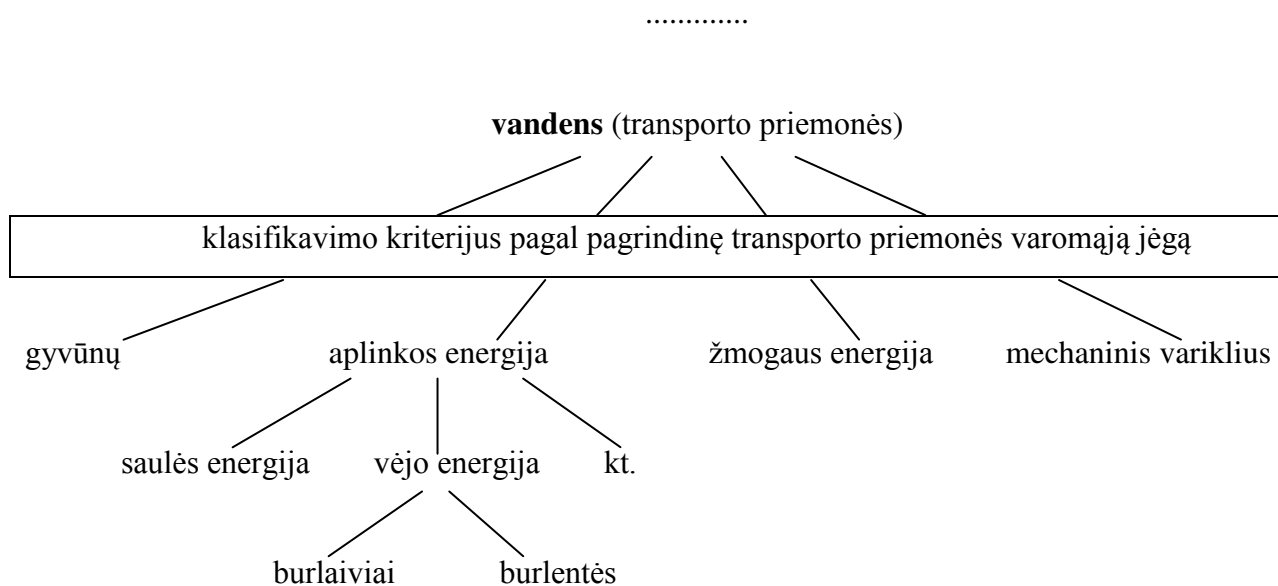 .............
vandens (transporto priemonės)
klasifikavimo kriterijus pagal pagrindinę transporto priemonės varomąją jėgą
gyvūnų aplinkos energija žmogaus energija mechaninis variklius
saulės energija vėjo energija kt.
burlaiviai burlentės